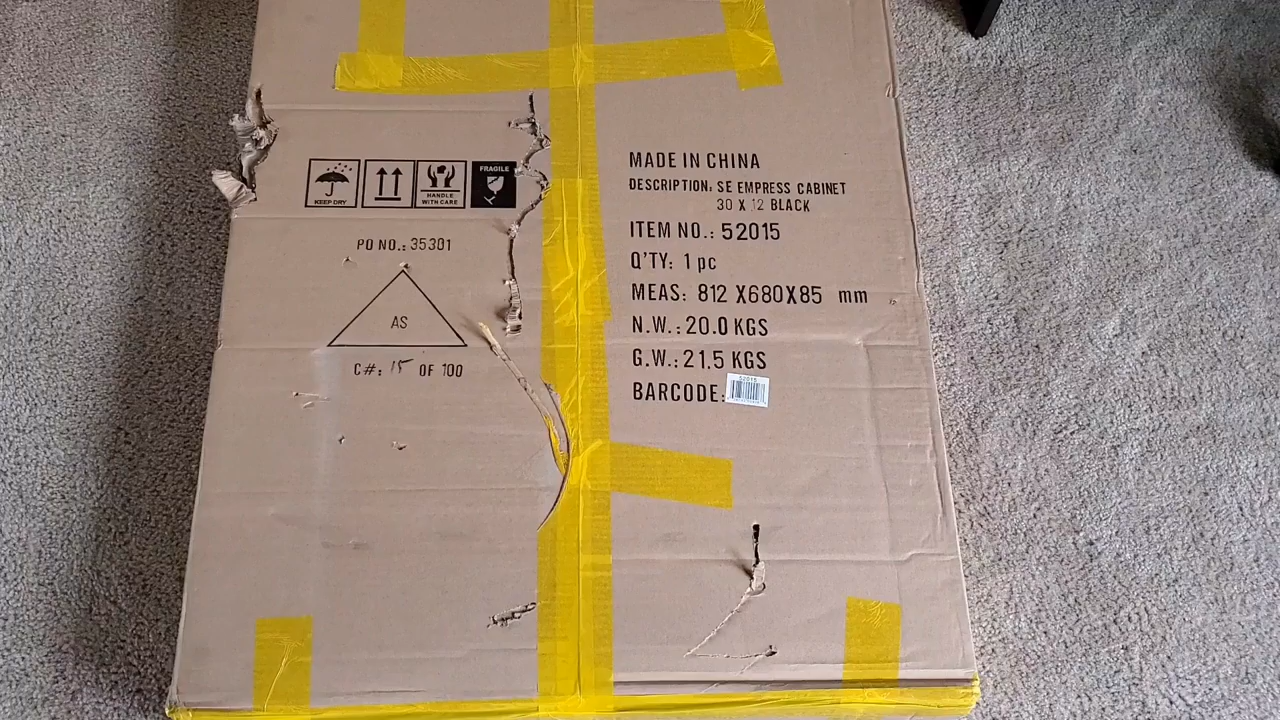 KEEP DRY
HANDLE
WITH CARE
FRAGILE
PO NO.: 35301
AS
C#: 15 OF 100
MADE IN CHINA
DESCRIPTION: SE EMPRESS CABINET
30 X 12 BLACK
ITEM NO.: 52015
Q'TY: 1 pc
MEAS: 812 X680X85 mm
N.W.: 20.0 KGS
G.W.: 21.5 KGS
BARCODE:
52015